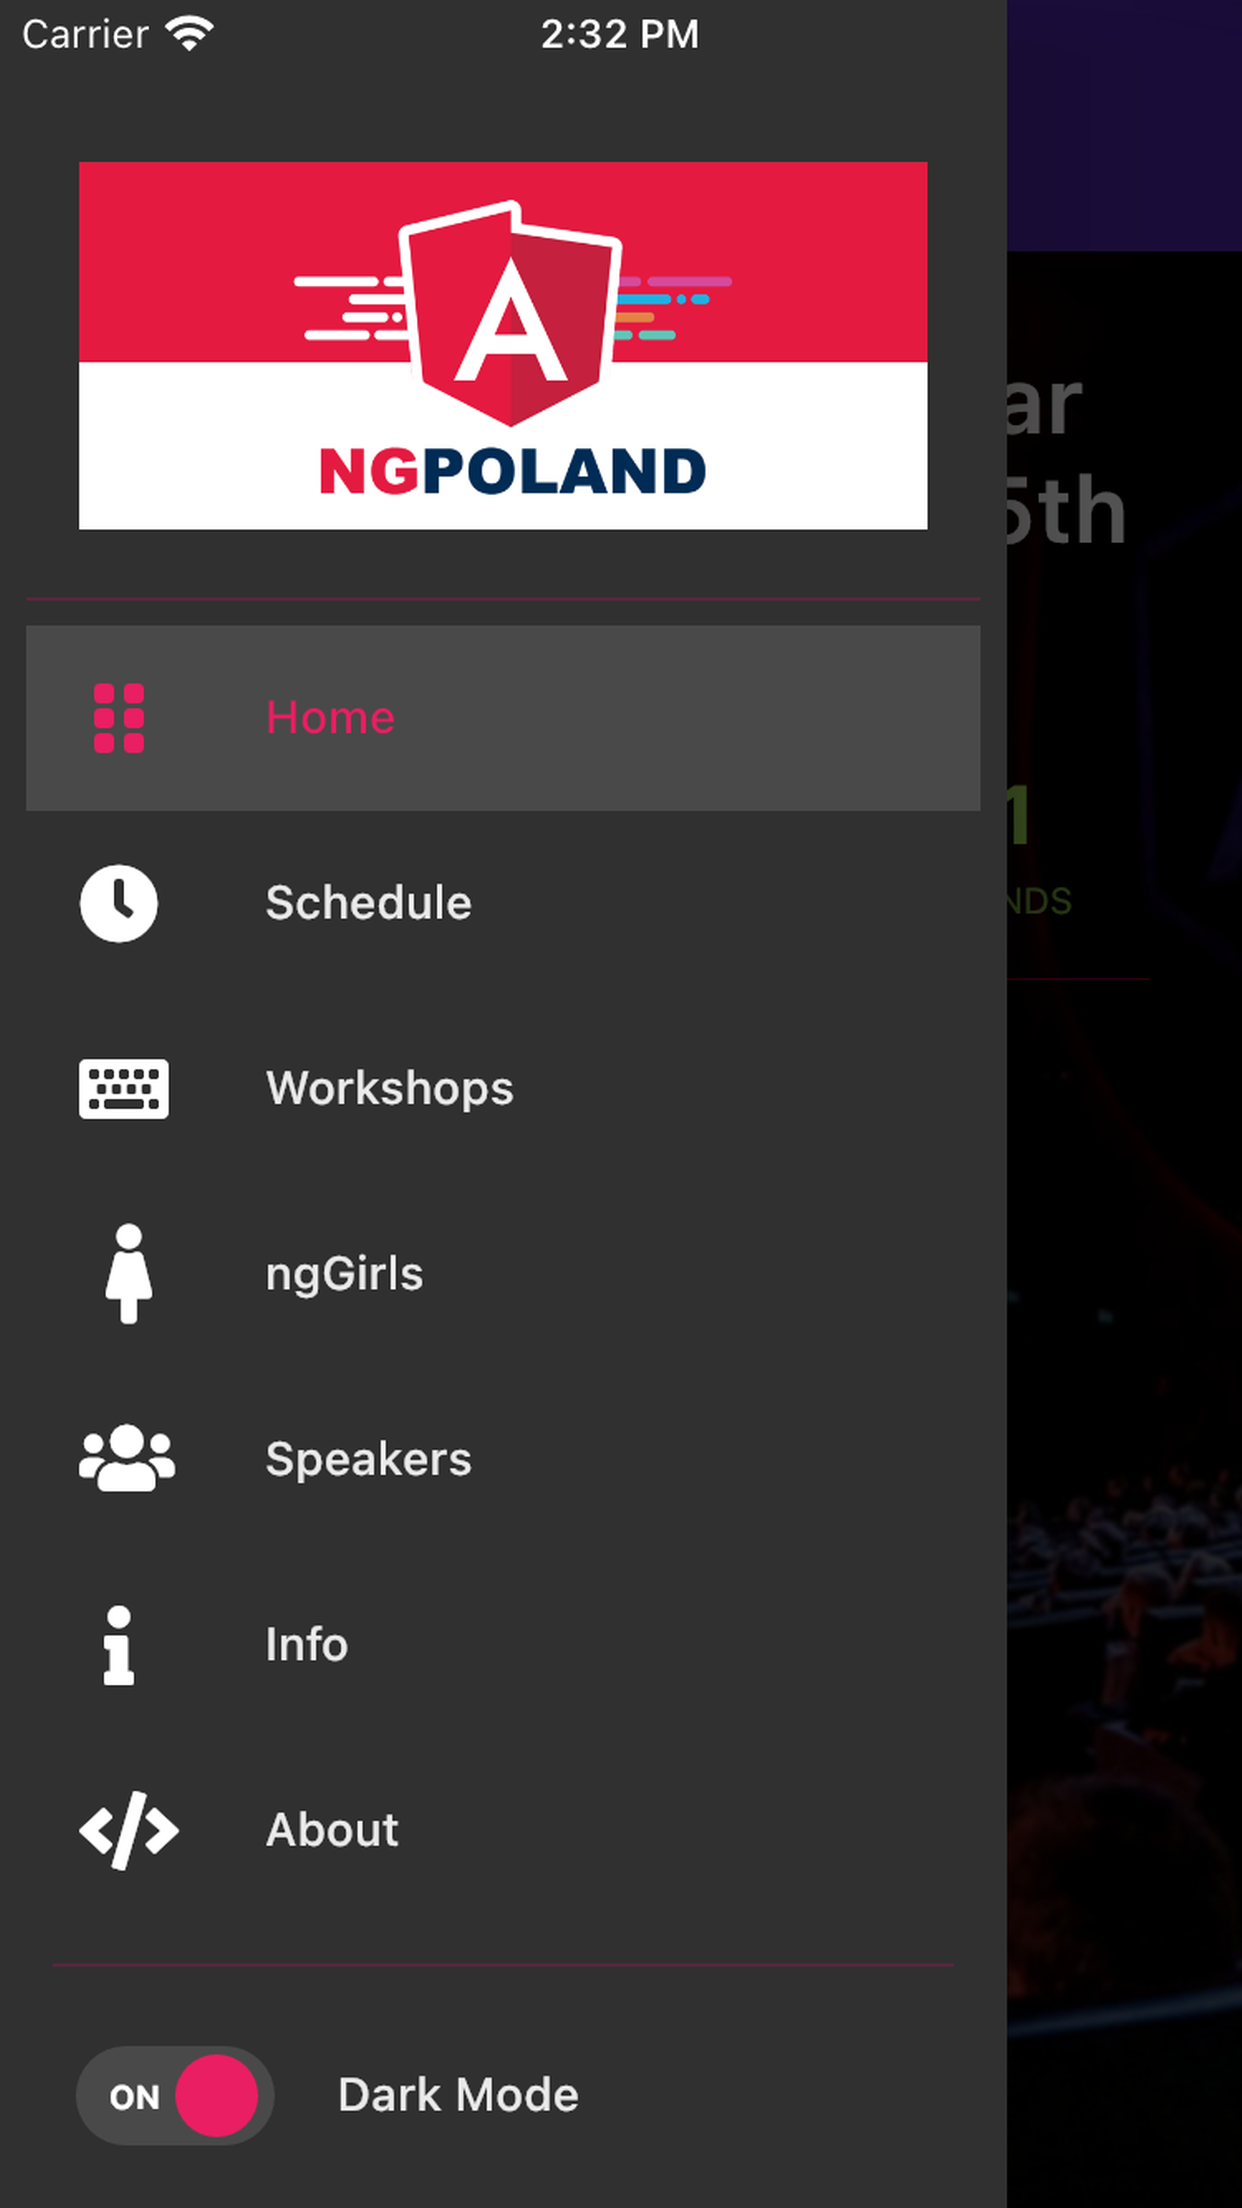 Carrier 2:32 PM
A
NGPOLAND
ar
5th
Home
1
Schedule
NDS
Workshops
ngGirls
Speakers
Info
About
ON Dark Mode